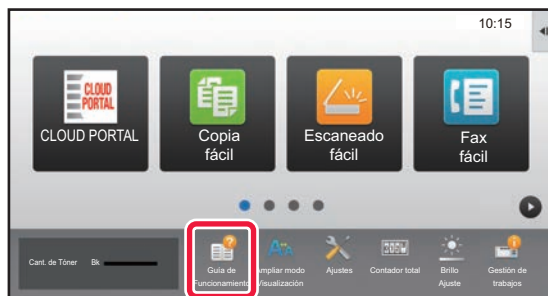 10:15
CLOUD
PORTAL
CLOUD PORTAL
Copia
fácil
Escaneado
fácil
Fax
fácil
Cant. de Tóner Bk
Guía de
Funcionamiento
Ampliar modo
Visualización
Ajustes
Contador total
Brillo
Ajuste
Gestión de
trabajos